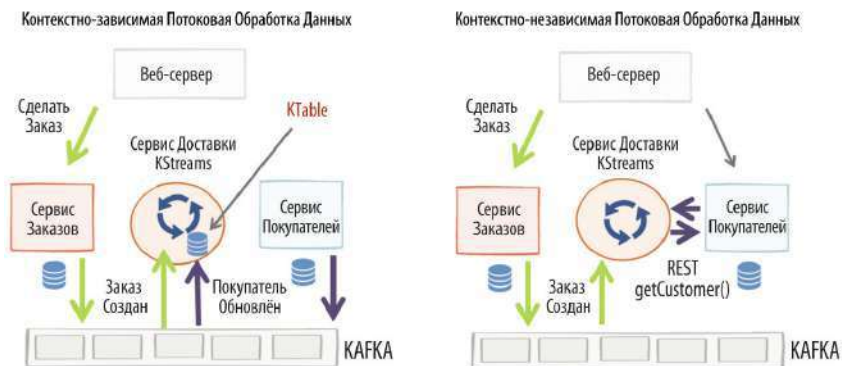 Контекстно-зависимая Потоковая Обработка Данных
Веб-сервер
Сделать
Заказ
KTable
Сервис Доставки
KStreams
Сервис
Заказов
Сервис
Покупателей
Заказ
Создан
Покупатель
Обновлён
KAFKA
Контекстно-независимая Потоковая Обработка Данных
Веб-сервер
Сделать
Заказ
Сервис Доставки
KStreams
Сервис
Заказов
Сервис
Покупателей
REST
getCustomer()
Заказ
Создан
KAFKA